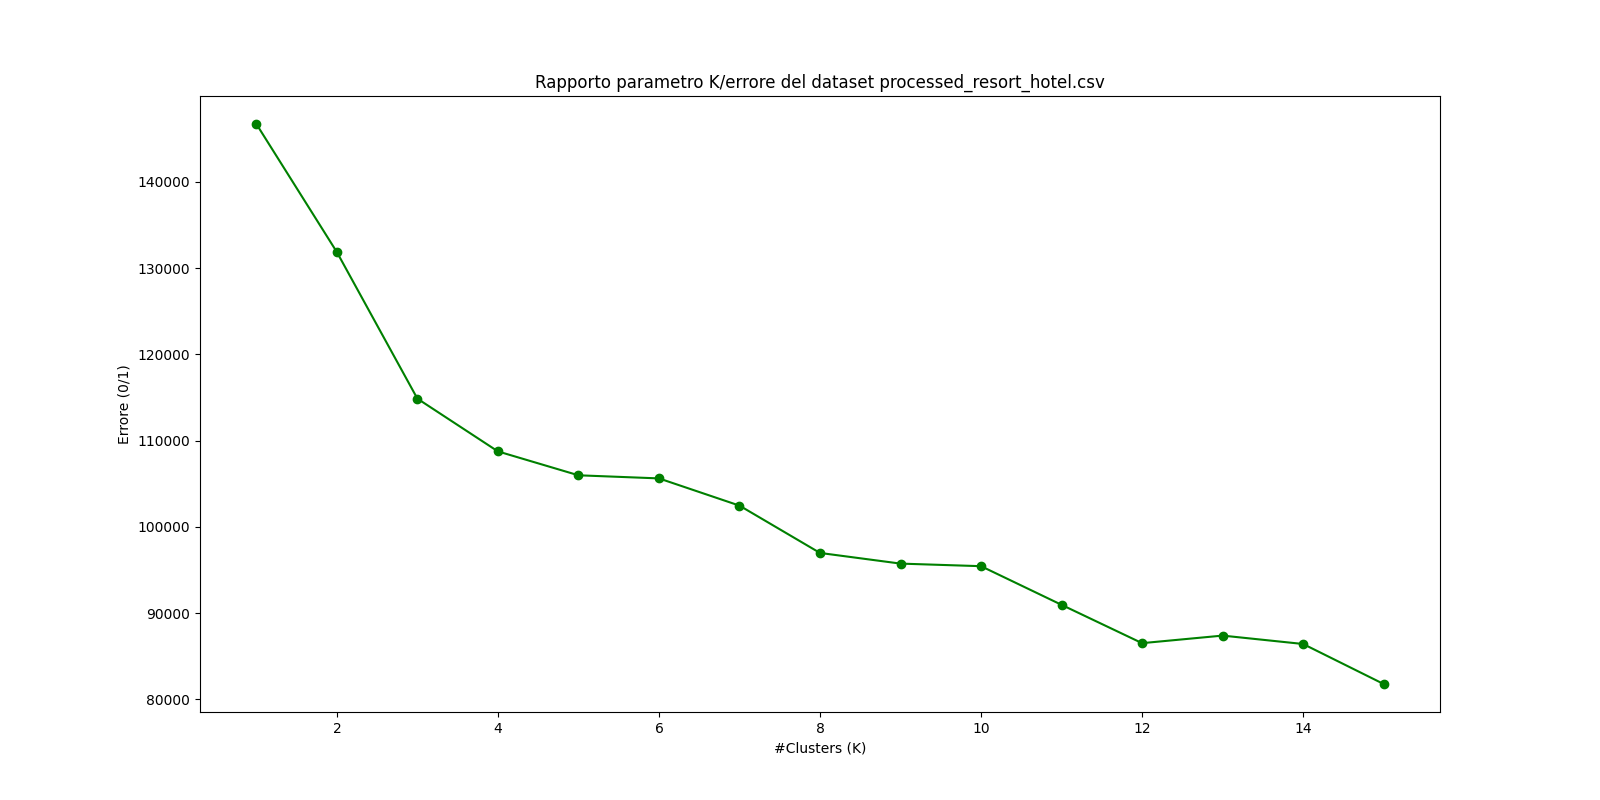 Rapporto parametro K/errore del dataset processed_resort_hotel.csv
140000
130000
120000
110000
100000
90000
80000
Errore (0/1)
2 4 6 8 10 12 14
#Clusters (K)